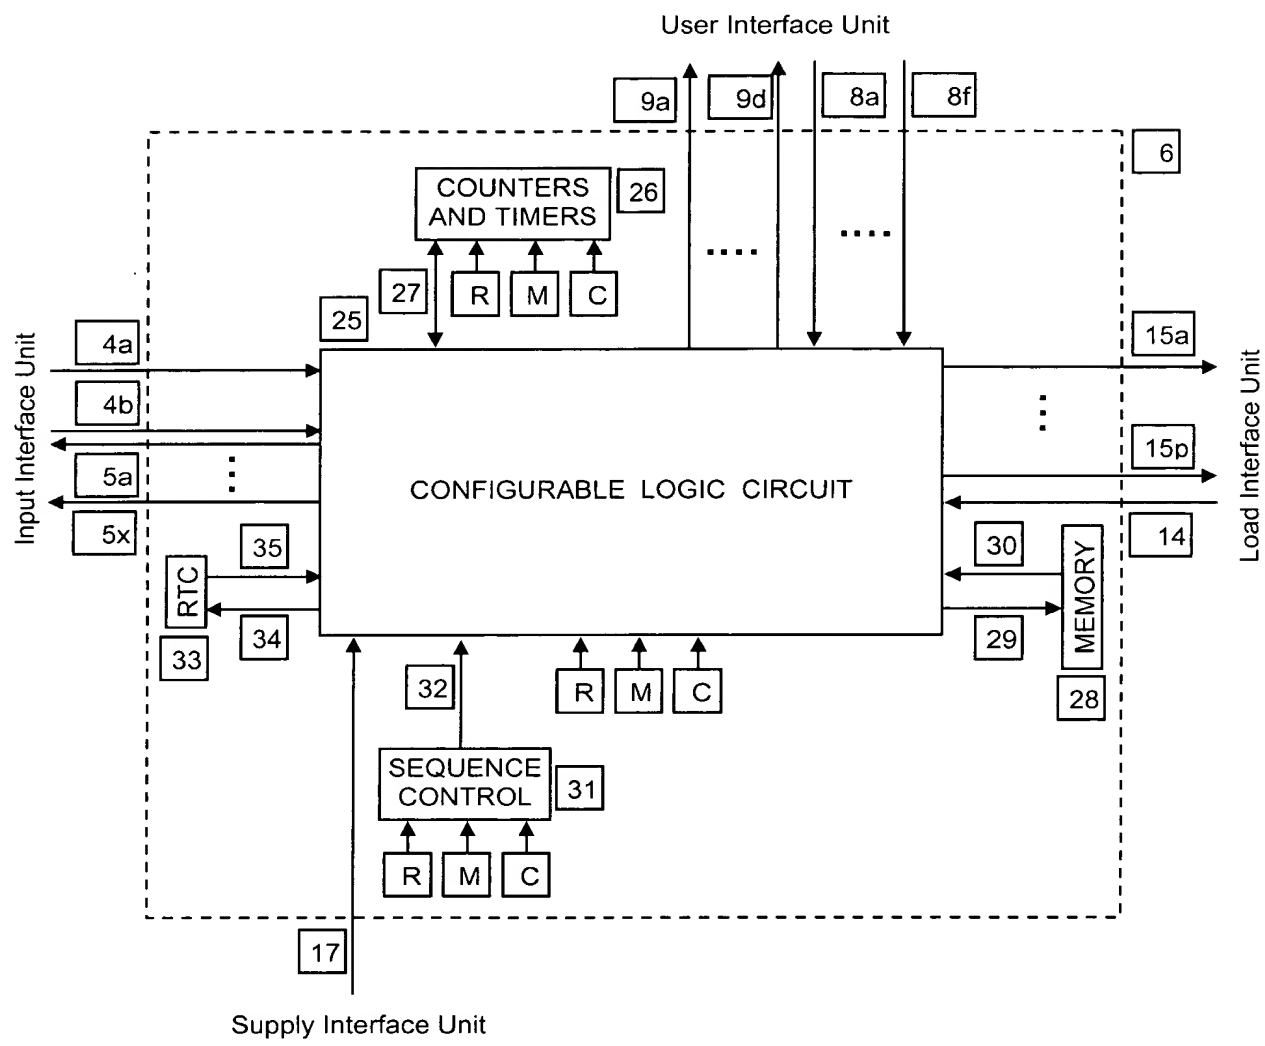 User Interface Unit
9a
9d
8a
8f
6
COUNTERS
AND TIMERS
26
27
R
M
C
25
4a
4b
5a
5x
Input Interface Unit
15a
15p
14
Load Interface Unit
CONFIGURABLE LOGIC CIRCUIT
35
RTC
34
33
30
MEMORY
29
28
32
R
M
C
SEQUENCE
CONTROL
31
R
M
C
17
Supply Interface Unit